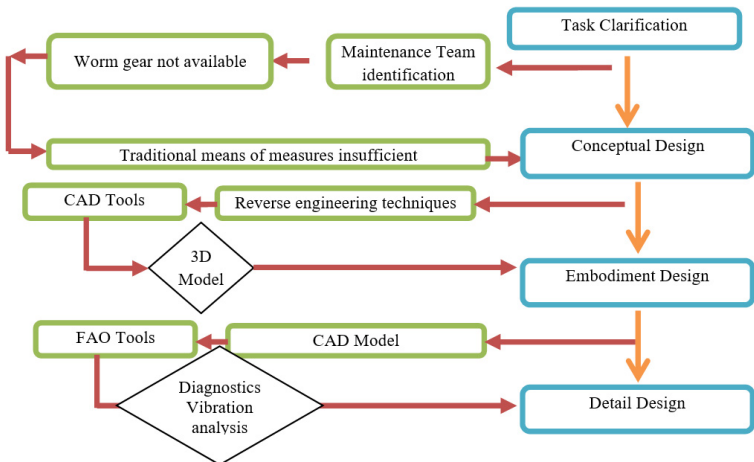 Task Clarification
Maintenance Team
identification
Worm gear not available
Traditional means of measures insufficient
Conceptual Design
Reverse engineering techniques
CAD Tools
3D
Model
Embodiment Design
CAD Model
FAO Tools
Diagnostics
Vibration
analysis
Detail Design